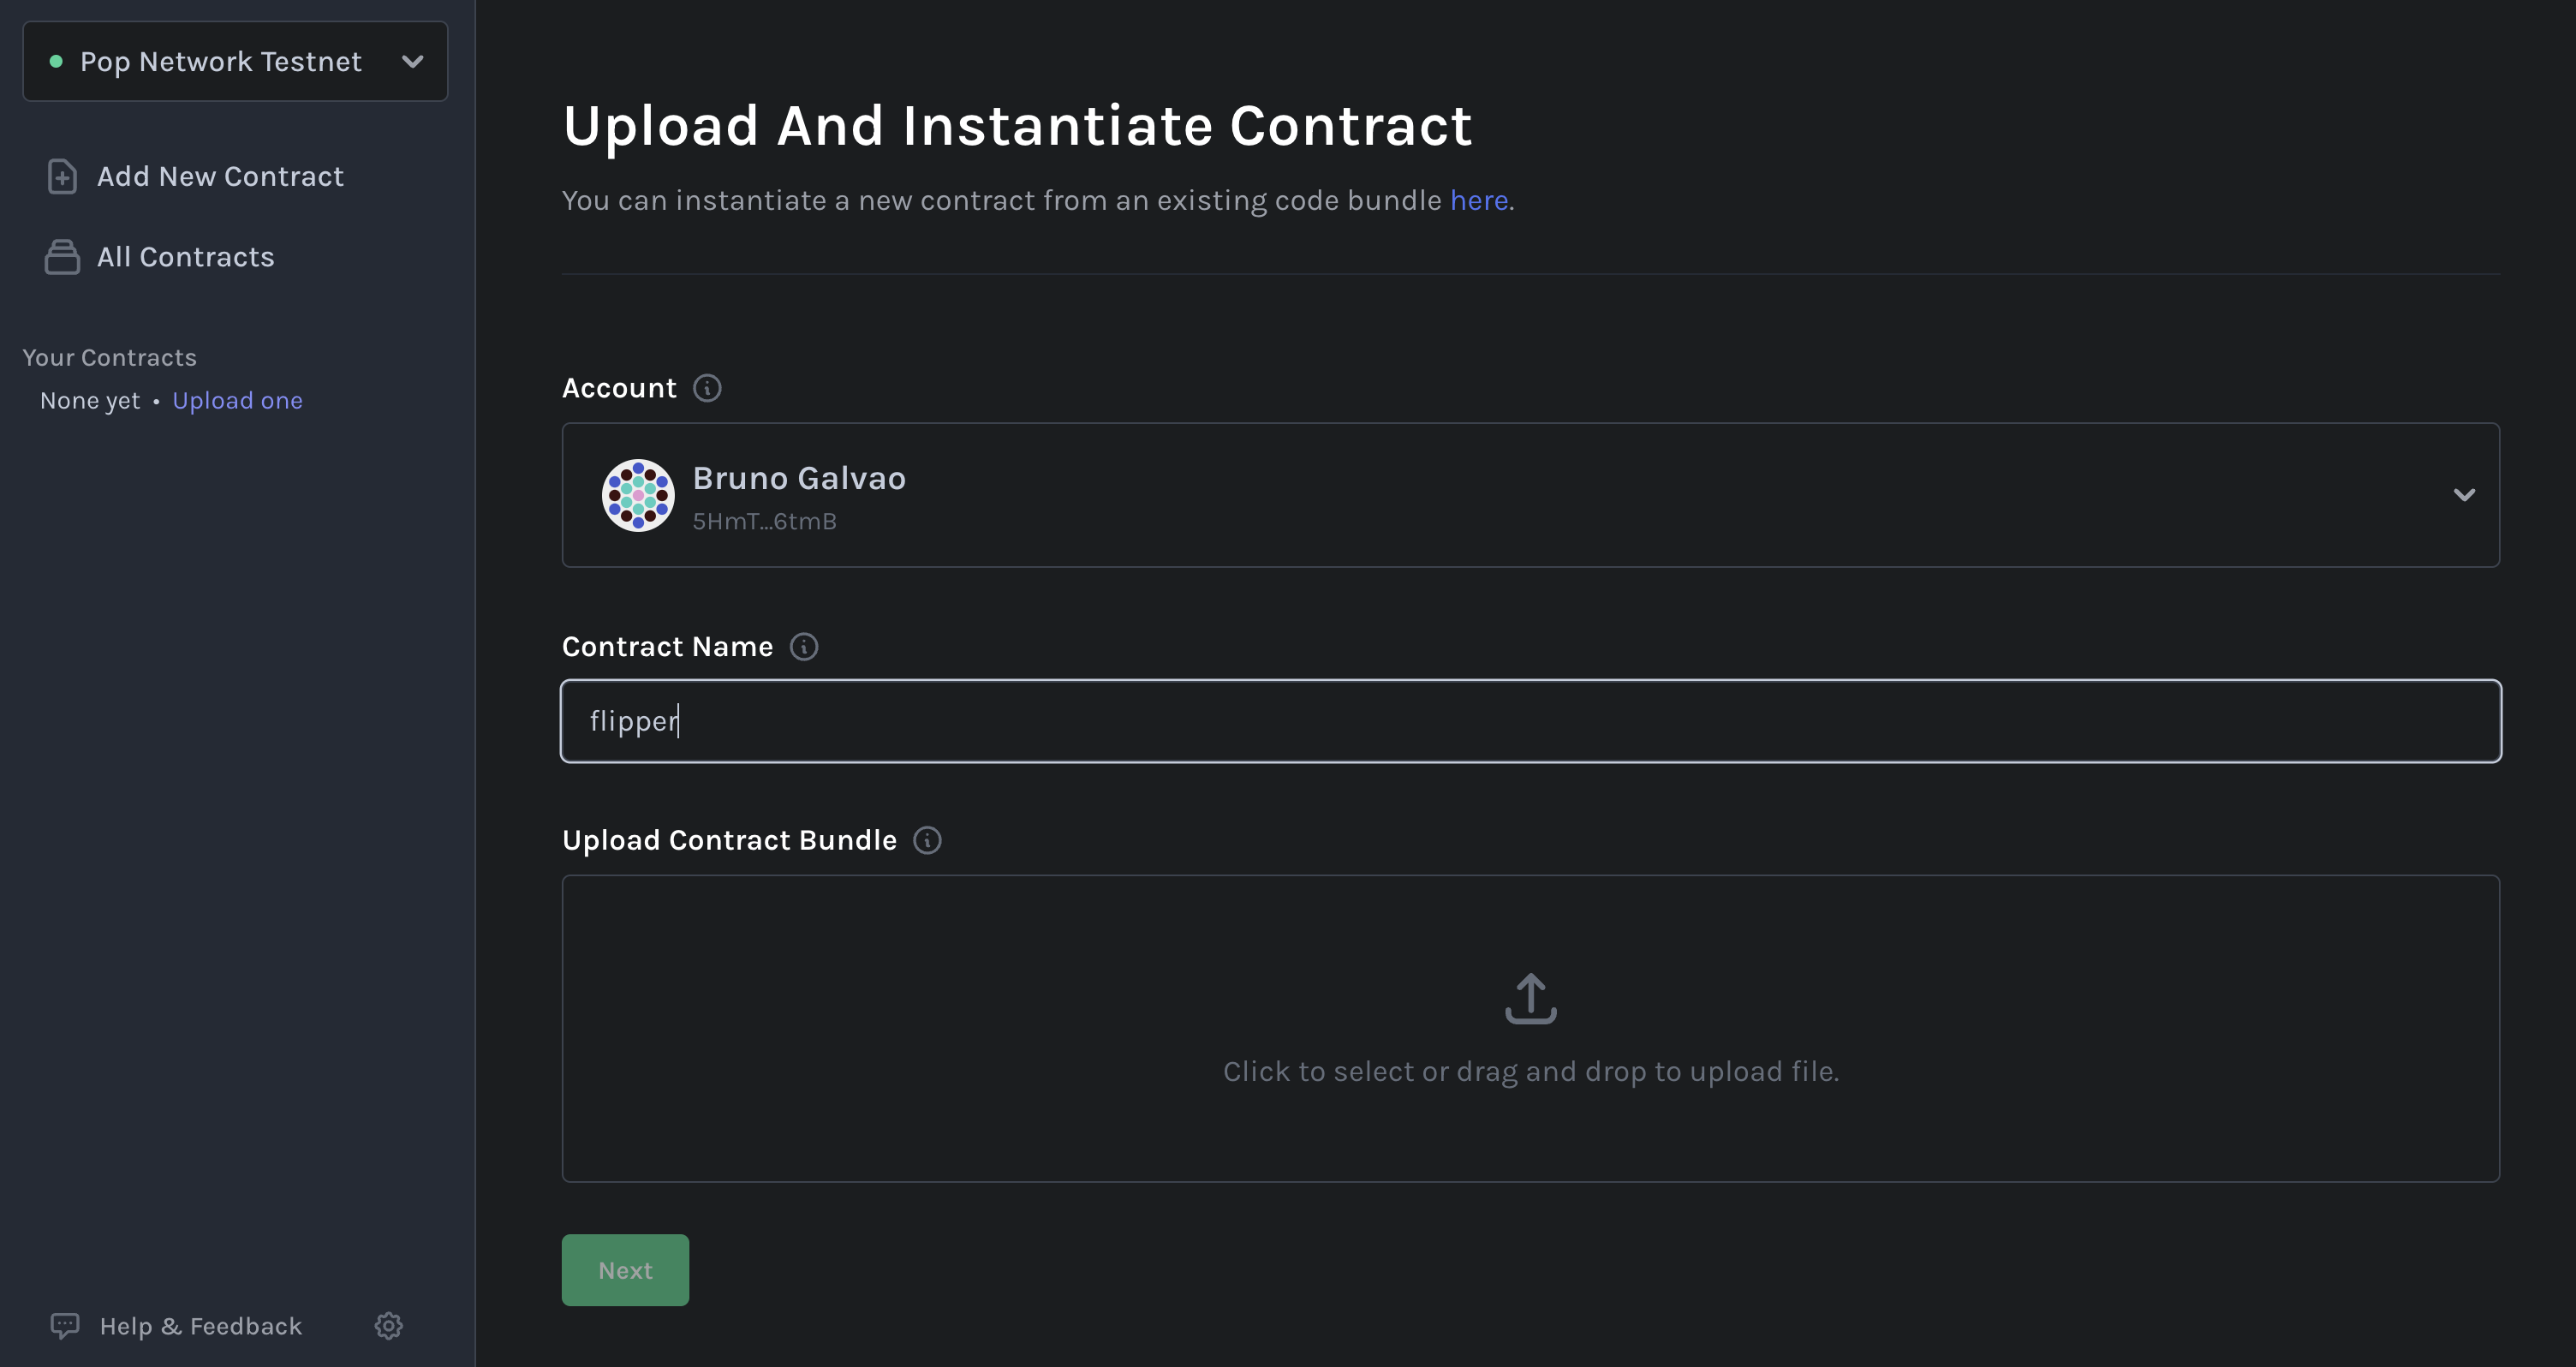 Pop Network Testnet
Add New Contract
All Contracts
Your Contracts
None yet • Upload one
Help & Feedback
Upload And Instantiate Contract
You can instantiate a new contract from an existing code bundle here.
Account
Bruno Galvao
5HmT...6tmB
Contract Name
flipper
Upload Contract Bundle
Click to select or drag and drop to upload file.
Next